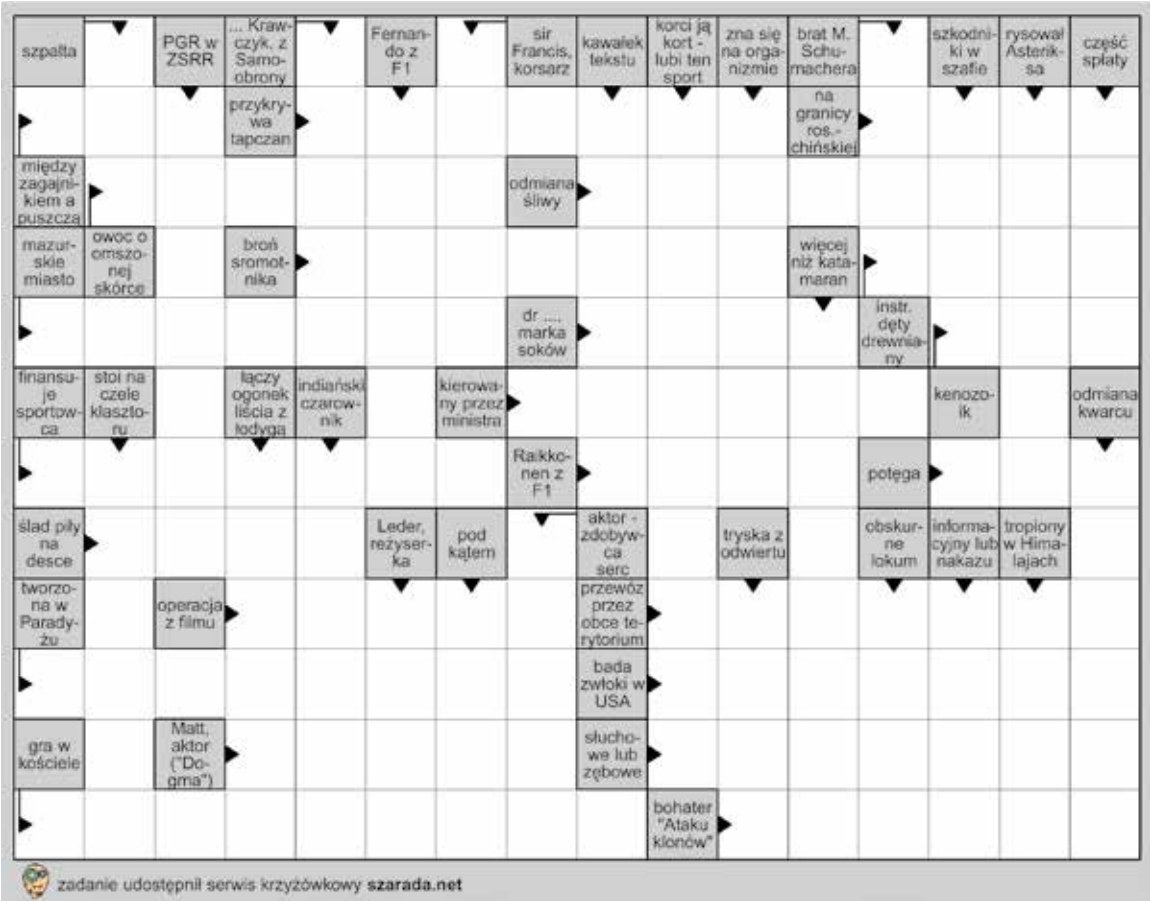 szpalta
PGR w
ZSRR
... Kraw-
czyk. z
Samo-
obrony
Fernan-
do z
F1
sir
Francis,
korsarz
kawałek
tekstu
korci ją
kort -
lubi ten
sport
zna się
na orga-
nizmie
brat M.
Schu-
machera
szkodni-
ki w
szafie
rysował
Asterik-
sa
część
spłaty
przykry-
wa
tapczan
na
granicy
ros.-
chińskiej
między
zagajni-
kiem a
puszczą
odmiana
śliwy
mazur-
skie
miasto
owoc o
omszo-
nej
skórce
broń
sromot-
nika
więcej
niż kata-
maran
dr ....
marka
soków
instr.
dęty
drewnia-
ny
finansu-
je
sportow-
ca
stoi na
czele
klaszto-
ru
łączy
ogonek
liścia z
łodygą
indiański
czarow-
nik
kierowa-
ny przez
ministra
kenozo-
ik
odmiana
kwarcu
Raikko-
nen z
F1
potęga
ślad piły
na
desce
Leder,
reżyser-
ka
pod
kątem
aktor -
zdobyw-
ca
serc
tryska z
odwiertu
obskur-
ne
lokum
informa-
cyjny lub
nakazu
tropiony
w Hima-
lajach
tworzo-
na w
Parady-
żu
operacja
z filmu
przewóz
przez
obce te-
rytorium
bada
zwłoki w
USA
gra w
kościele
Matt,
aktor
("Do-
gma")
słucho-
we lub
zębowe
bohater
"Ataku
klonów"
zadanie udostępnił serwis krzyżówkowy szarada.net